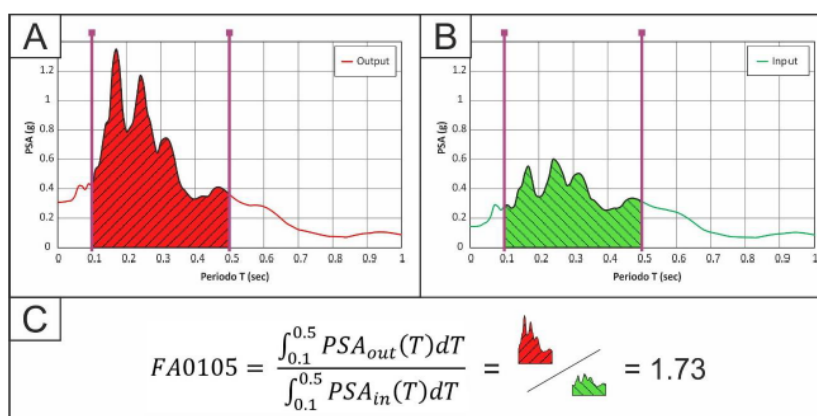 A
Output
PSA (g)
1.2
1
0.8
0.6
0.4
0.2
0
0 0.1 0.2 0.3 0.4 0.5 0.6 0.7 0.8 0.9 1
Periodo T (sec)
B
Input
PSA (g)
1.2
1
0.8
0.6
0.4
0.2
0
0 0.1 0.2 0.3 0.4 0.5 0.6 0.7 0.8 0.9 1
Periodo T (sec)
C
FA0105 = ∫_{0.1}^{0.5} PSA_{out}(T)dT / ∫_{0.1}^{0.5} PSA_{in}(T)dT = / = 1.73